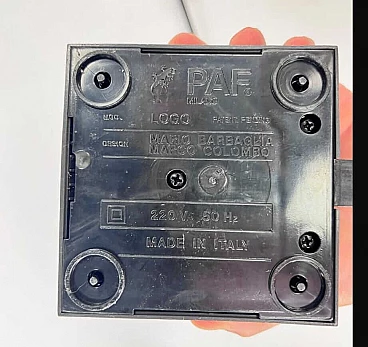 PAF
MILANO
MOD. LOGO PATENT PENDING
DESIGN MARIO BARBAGLIA
MARCO COLOMBO
220 V. 50 Hz
MADE IN ITALY